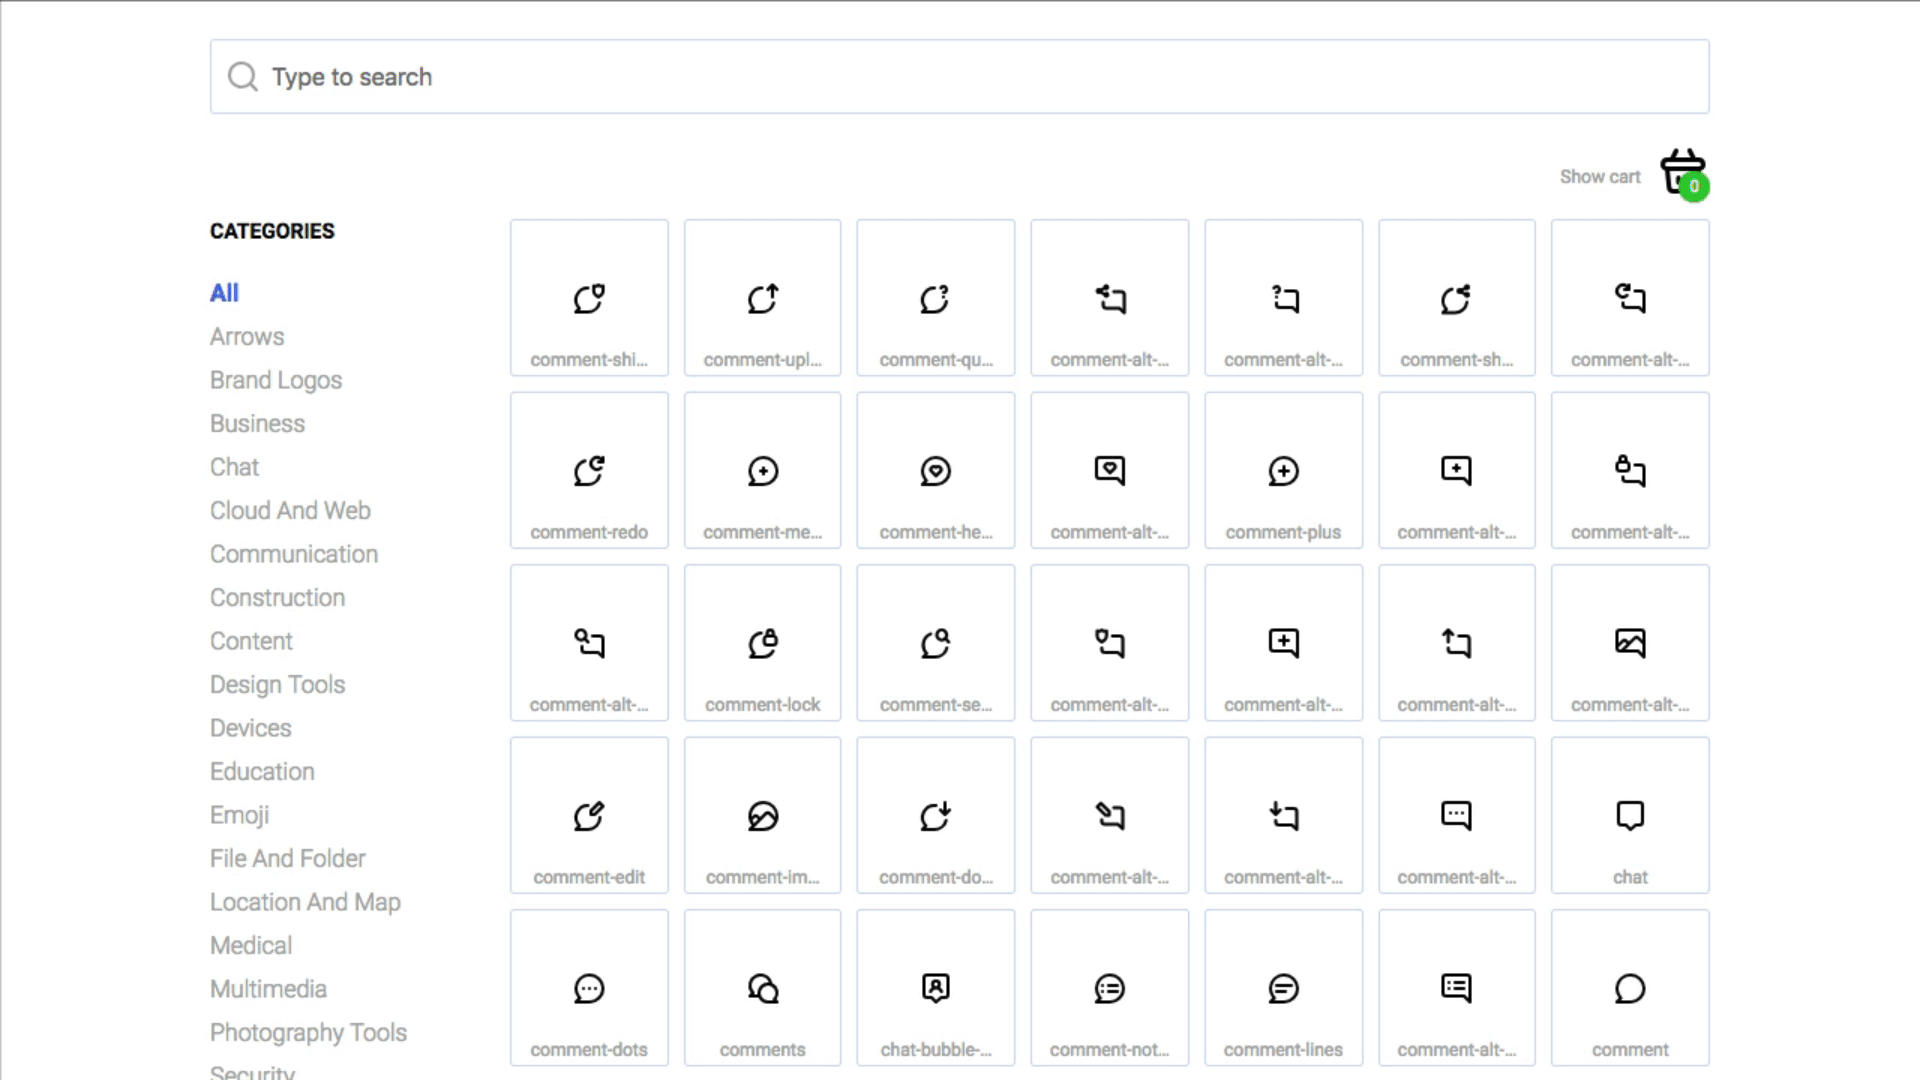 Type to search
Show cart
0
CATEGORIES
All
Arrows
Brand Logos
Business
Chat
Cloud And Web
Communication
Construction
Content
Design Tools
Devices
Education
Emoji
File And Folder
Location And Map
Medical
Multimedia
Photography Tools
Security
comment-shi...
comment-upl...
comment-qu...
comment-alt-...
comment-alt-...
comment-sh...
comment-alt-...
comment-redo
comment-me...
comment-he...
comment-alt-...
comment-plus
comment-alt-...
comment-alt-...
comment-alt-...
comment-lock
comment-se...
comment-alt-...
comment-alt-...
comment-alt-...
comment-alt-...
comment-edit
comment-im...
comment-do...
comment-alt-...
comment-alt-...
comment-alt-...
chat
comment-dots
comments
chat-bubble-...
comment-not...
comment-lines
comment-alt-...
comment